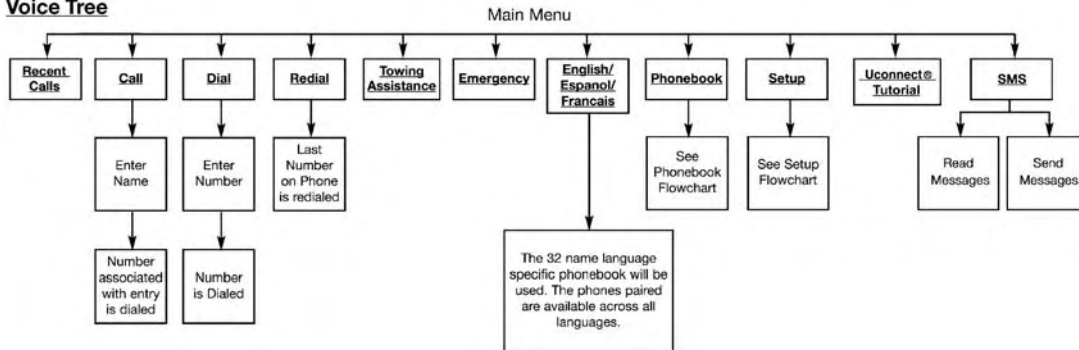 Voice Tree
Main Menu
Recent
Calls
Call
Dial
Redial
Towing
Assistance
Emergency
English/
Espanol/
Francais
Phonebook
Setup
Uconnect®
Tutorial
SMS
Enter
Name
Enter
Number
Last
Number
on Phone
is redialed
See
Phonebook
Flowchart
See Setup
Flowchart
Read
Messages
Send
Messages
Number
associated
with entry
is dialed
Number
is Dialed
The 32 name language
specific phonebook will be
used. The phones paired
are available across all
languages.